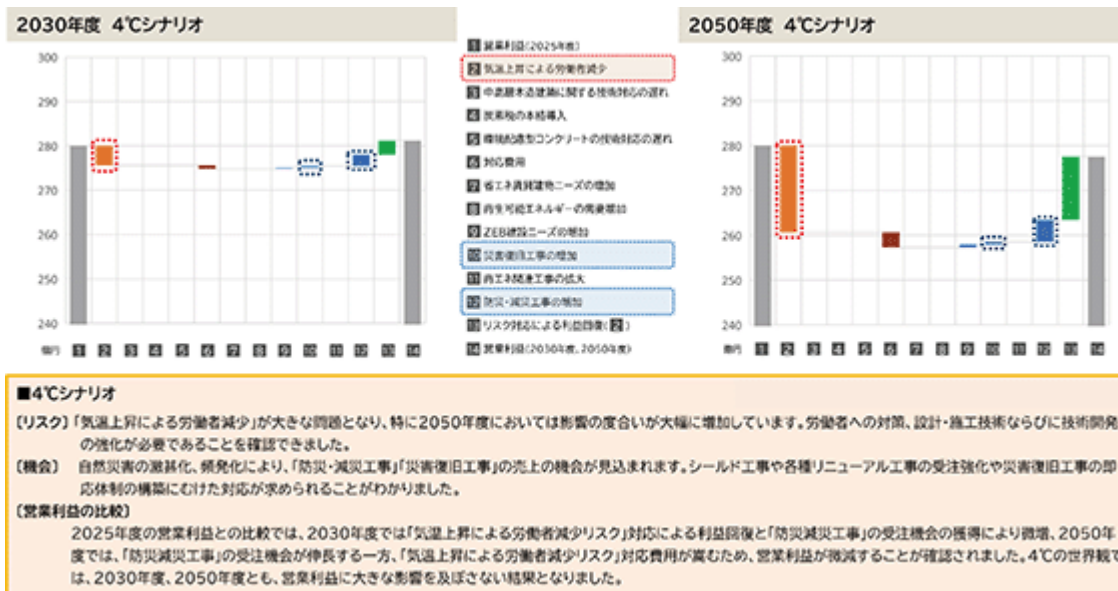 2030年度 4℃シナリオ
300
290
280
270
260
250
240
億円 1 2 3 4 5 6 7 8 9 10 11 12 13 14
1 営業利益(2025年度)
2 気温上昇による労働者減少
3 中高層木造建築に関する技術対応の遅れ
4 炭素税の本格導入
5 環境配慮型コンクリートの技術対応の遅れ
6 対応費用
7 省エネ賃貸建物ニーズの増加
8 再生可能エネルギーの需要増加
9 ZEB建設ニーズの増加
10 災害復旧工事の増加
11 再エネ関連工事の拡大
12 防災・減災工事の増加
13 リスク対応による利益回復(2)
14 営業利益(2030年度、2050年度)
2050年度 4℃シナリオ
300
290
280
270
260
250
240
億円 1 2 3 4 5 6 7 8 9 10 11 12 13 14
■4℃シナリオ
〔リスク〕「気温上昇による労働者減少」が大きな問題となり、特に2050年度においては影響の度合いが大幅に増加しています。労働者への対策、設計・施工技術ならびに技術開発
の強化が必要であることを確認できました。
〔機会〕 自然災害の激甚化、頻発化により、「防災・減災工事」「災害復旧工事」の売上の機会が見込まれます。シールド工事や各種リニューアル工事の受注強化や災害復旧工事の即
応体制の構築にむけた対応が求められることがわかりました。
〔営業利益の比較〕
2025年度の営業利益との比較では、2030年度では「気温上昇による労働者減少リスク」対応による利益回復と「防災減災工事」の受注機会の獲得により微増、2050年
度では、「防災減災工事」の受注機会が伸長する一方、「気温上昇による労働者減少リスク」対応費用が嵩むため、営業利益が微減することが確認されました。4℃の世界観で
は、2030年度、2050年度とも、営業利益に大きな影響を及ぼさない結果となりました。